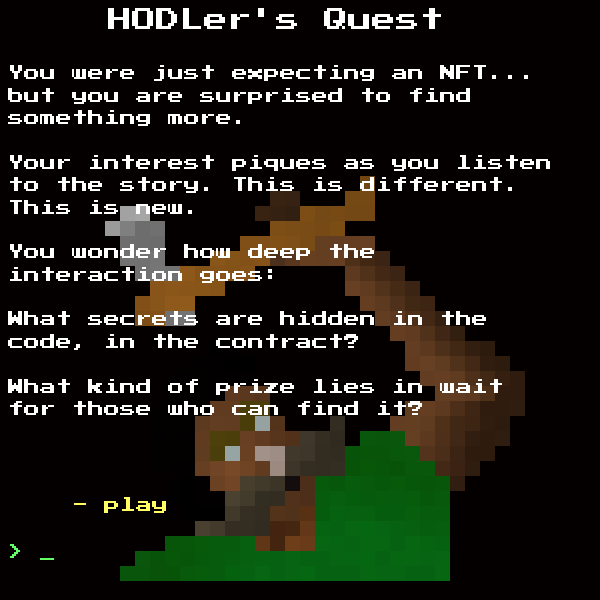 HODLer's Quest
You were just expecting an NFT...
but you are surprised to find
something more.
Your interest piques as you listen
to the story. This is different.
This is new.
You wonder how deep the
interaction goes:
What secrets are hidden in the
code, in the contract?
What kind of prize lies in wait
for those who can find it?
- play
> _